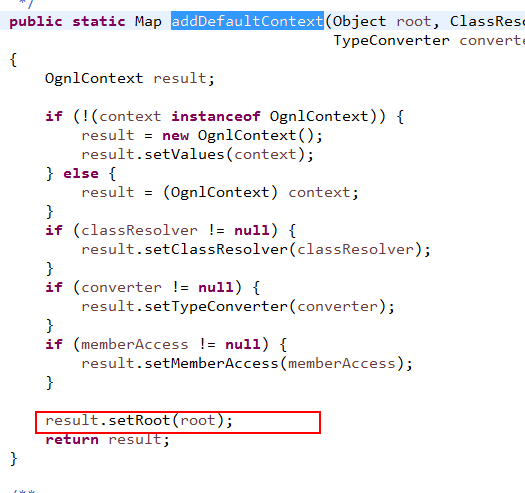 */
public static Map addDefaultContext(Object root, ClassReso
TypeConverter converte
{
OgnlContext result;
if (!(context instanceof OgnlContext)) {
result = new OgnlContext();
result.setValues(context);
} else {
result = (OgnlContext) context;
}
if (classResolver != null) {
result.setClassResolver(classResolver);
}
if (converter != null) {
result.setTypeConverter(converter);
}
if (memberAccess != null) {
result.setMemberAccess(memberAccess);
}
result.setRoot(root);
return result;
}
/**